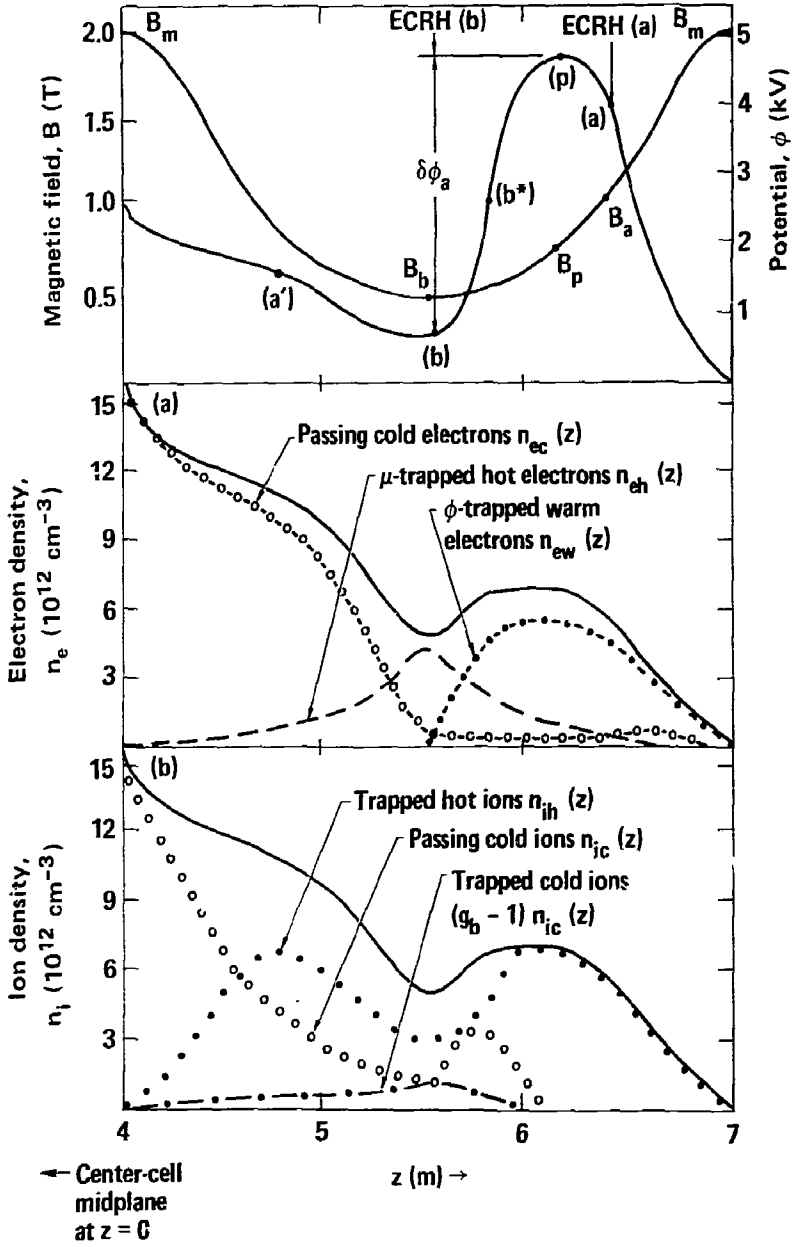 ECRH (b)
ECRH (a)
B_m
B_m
2.0
1.5
1.0
0.5
Magnetic field, B (T)
5
4
3
2
1
Potential, ϕ (kV)
(p)
(a)
δϕ_a
(b*)
B_a
B_b
B_p
(a′)
(b)
(a)
15
12
9
6
3
Electron density,
n_e (10^12 cm^-3)
Passing cold electrons n_ec (z)
μ-trapped hot electrons n_eh (z)
ϕ-trapped warm
electrons n_ew (z)
(b)
15
12
9
6
3
Ion density,
n_i (10^12 cm^-3)
Trapped hot ions n_ih (z)
Passing cold ions n_ic (z)
Trapped cold ions
(g_b − 1) n_ic (z)
4
5
6
7
z (m) →
← Center-cell
midplane
at z = 0